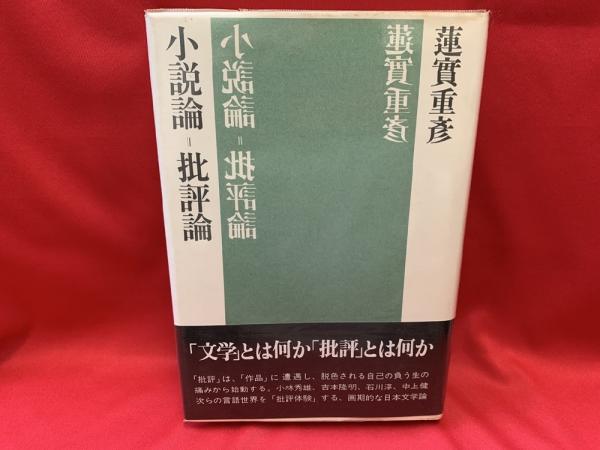 蓮實重彥
蓮實重彥
小説論=批評論
小説論=批評論
「文学」とは何か「批評」とは何か
「批評」は、「作品」に遭遇し、脱色される自己の負う生の
痛みから始動する。小林秀雄、吉本隆明、石川淳、中上健
次らの言語世界を「批評体験」する、画期的な日本文学論